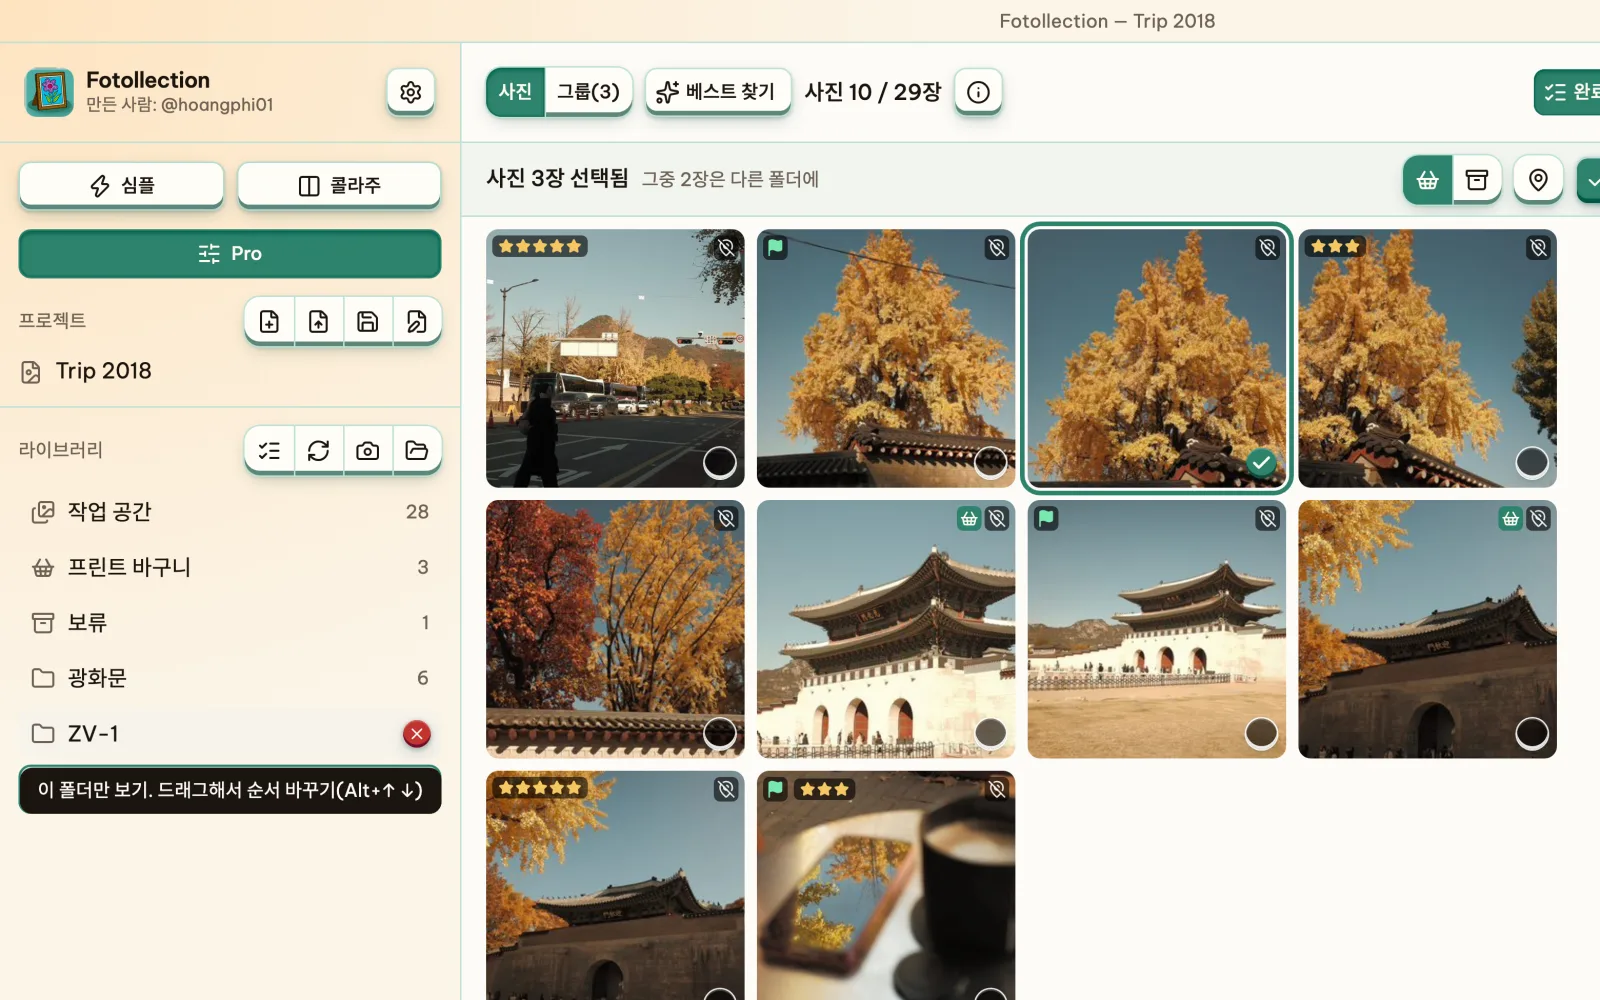 Fotollection — Trip 2018
Fotollection
만든 사람: @hoangphi01
사진
그룹(3)
베스트 찾기
사진 10 / 29장
심플
콜라주
Pro
사진 3장 선택됨
그중 2장은 다른 폴더에
프로젝트
Trip 2018
라이브러리
작업 공간 28
프린트 바구니 3
보류 1
광화문 6
ZV-1
이 폴더만 보기. 드래그해서 순서 바꾸기(Alt+↑ ↓)